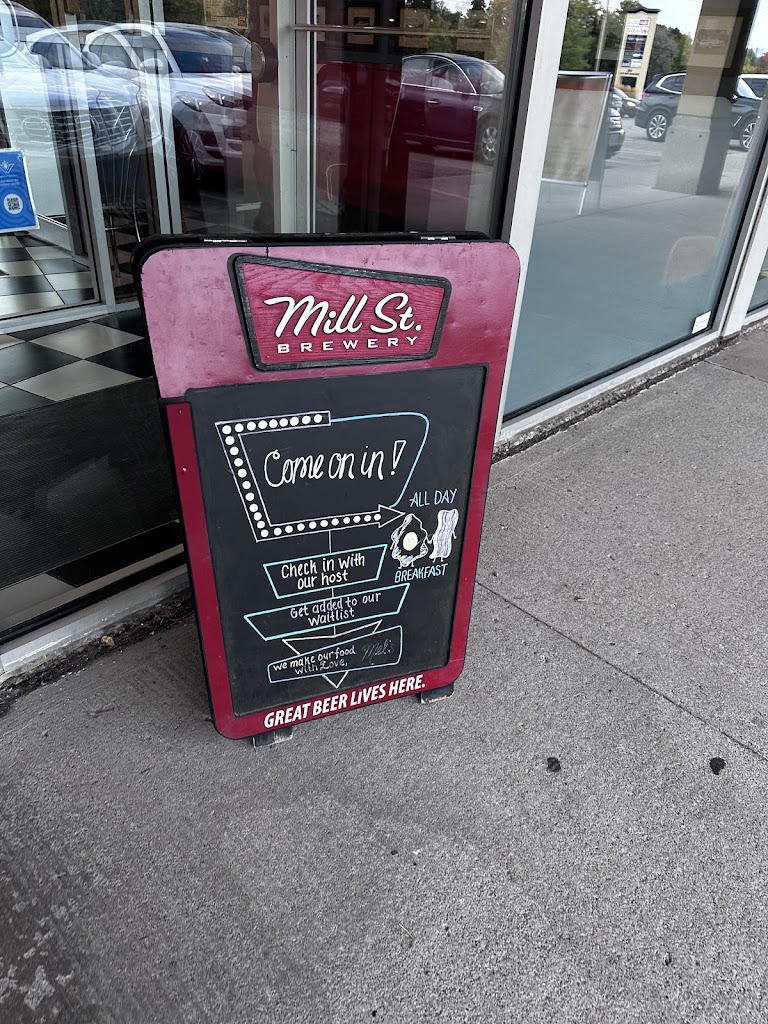 Mill St.
BREWERY
Come on in!
ALL DAY
BREAKFAST
Check in with
our host
Get added to our
Waitlist
we make our food
with Love,
Mel's
GREAT BEER LIVES HERE.